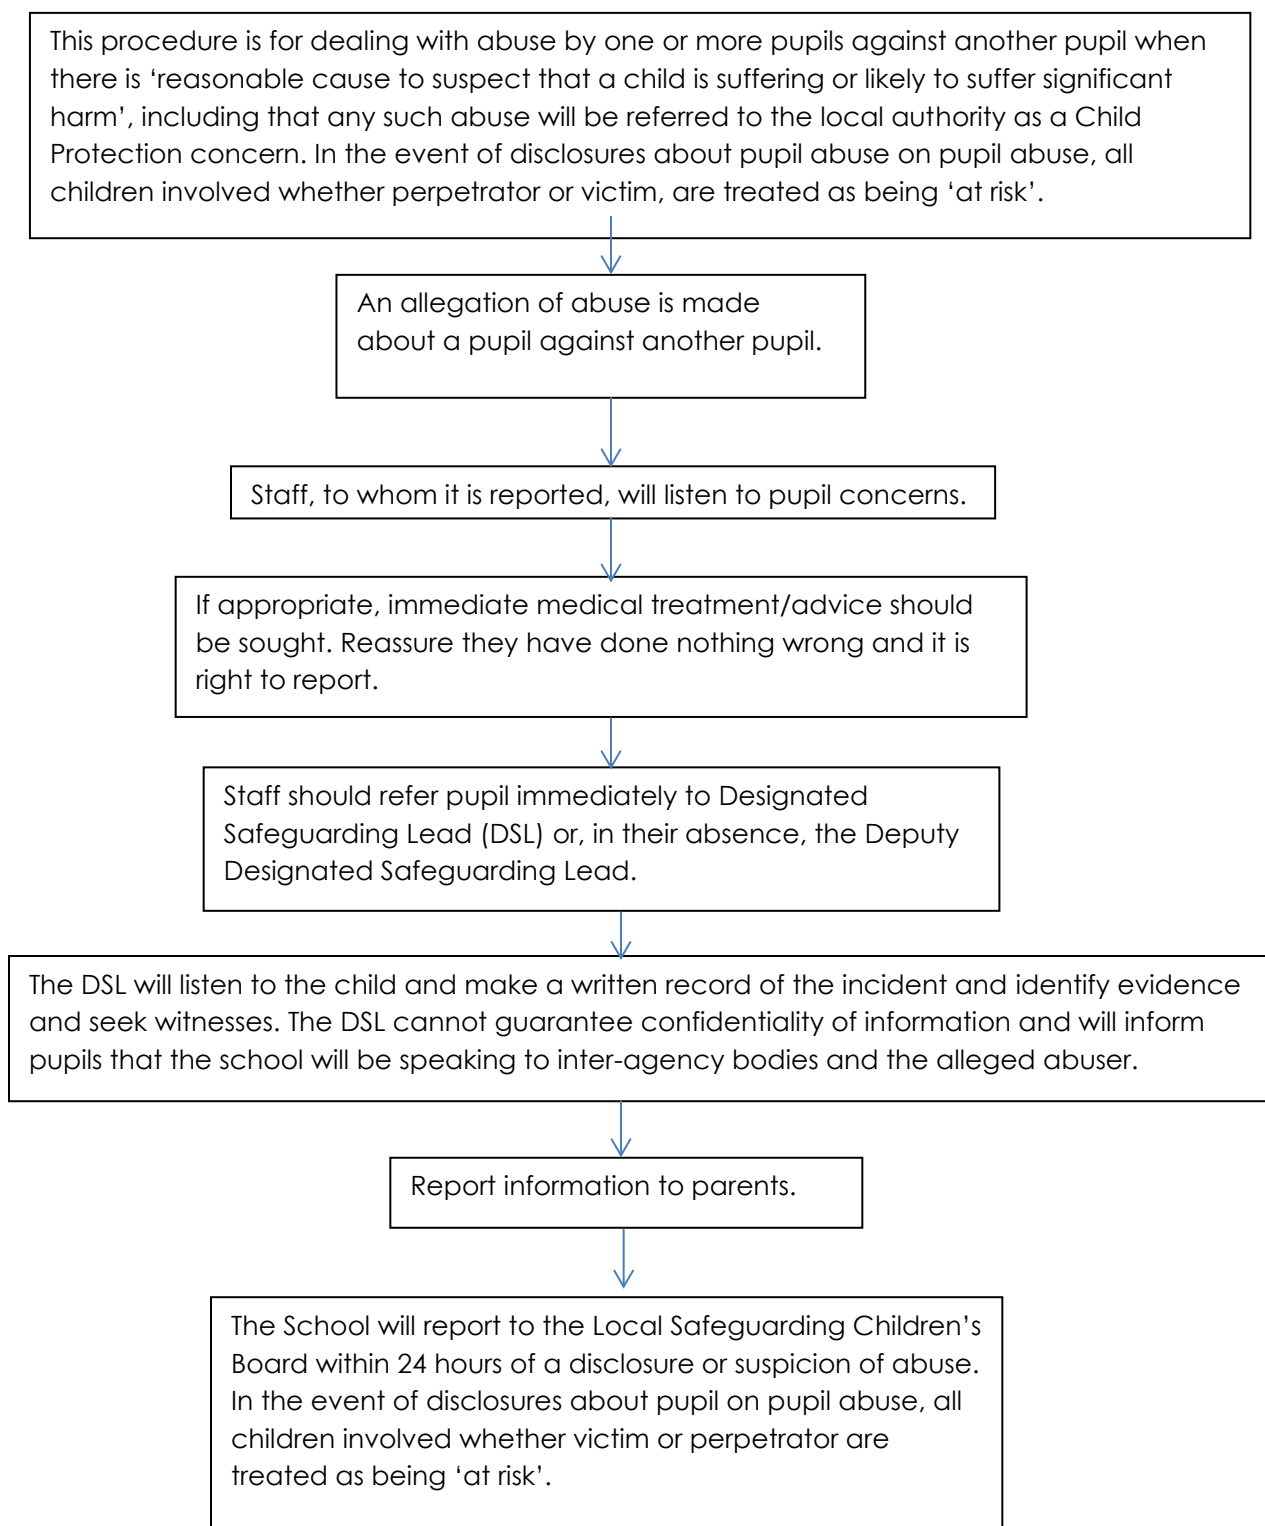 This procedure is for dealing with abuse by one or more pupils against another pupil when
there is ‘reasonable cause to suspect that a child is suffering or likely to suffer significant
harm’, including that any such abuse will be referred to the local authority as a Child
Protection concern. In the event of disclosures about pupil abuse on pupil abuse, all
children involved whether perpetrator or victim, are treated as being ‘at risk’.
An allegation of abuse is made
about a pupil against another pupil.
Staff, to whom it is reported, will listen to pupil concerns.
If appropriate, immediate medical treatment/advice should
be sought. Reassure they have done nothing wrong and it is
right to report.
Staff should refer pupil immediately to Designated
Safeguarding Lead (DSL) or, in their absence, the Deputy
Designated Safeguarding Lead.
The DSL will listen to the child and make a written record of the incident and identify evidence
and seek witnesses. The DSL cannot guarantee confidentiality of information and will inform
pupils that the school will be speaking to inter-agency bodies and the alleged abuser.
Report information to parents.
The School will report to the Local Safeguarding Children’s
Board within 24 hours of a disclosure or suspicion of abuse.
In the event of disclosures about pupil on pupil abuse, all
children involved whether victim or perpetrator are
treated as being ‘at risk’.